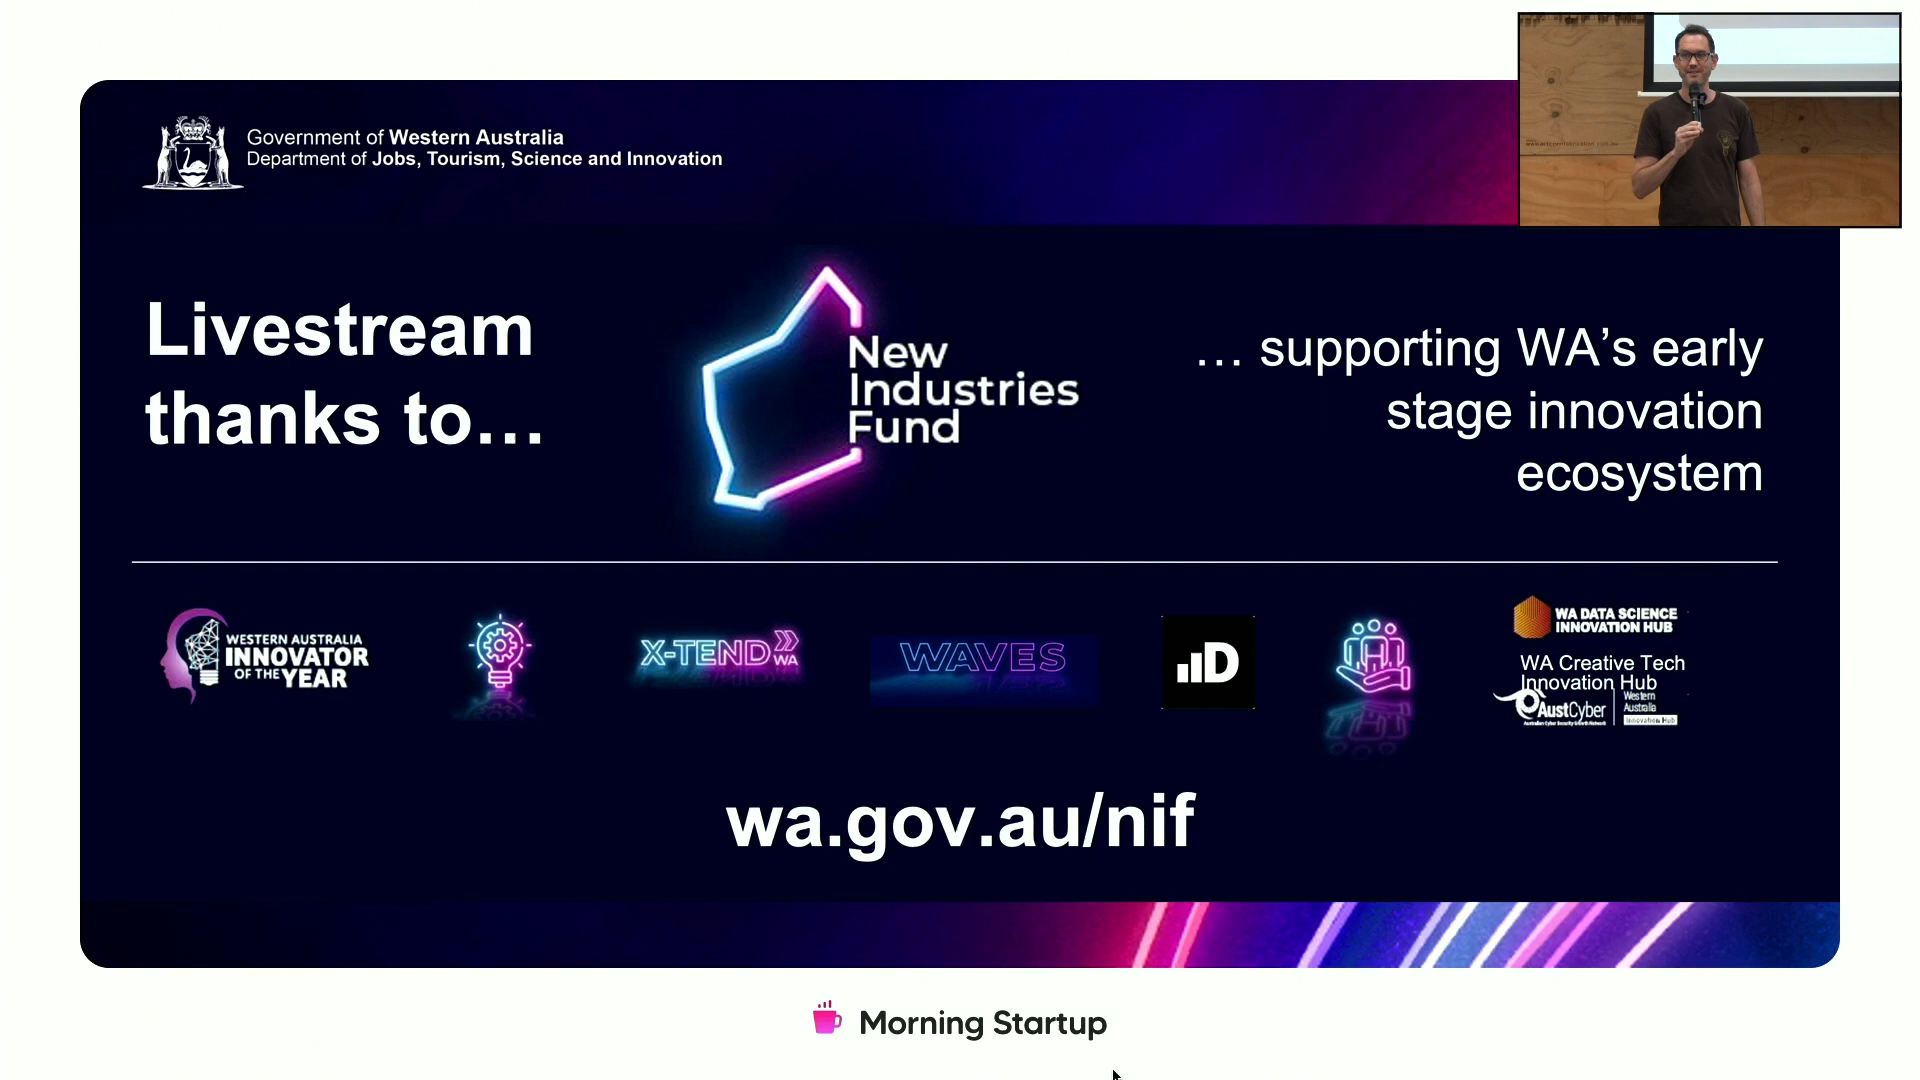 Government of Western Australia
Department of Jobs, Tourism, Science and Innovation
Livestream
thanks to…
New
Industries
Fund
… supporting WA’s early
stage innovation
ecosystem
WESTERN AUSTRALIA
INNOVATOR
OF THE YEAR
X-TEND WA
WAVES
D
WA DATA SCIENCE
INNOVATION HUB
WA Creative Tech
Innovation Hub
AustCyber
Western
Australia
Innovation Hub
wa.gov.au/nif
Morning Startup